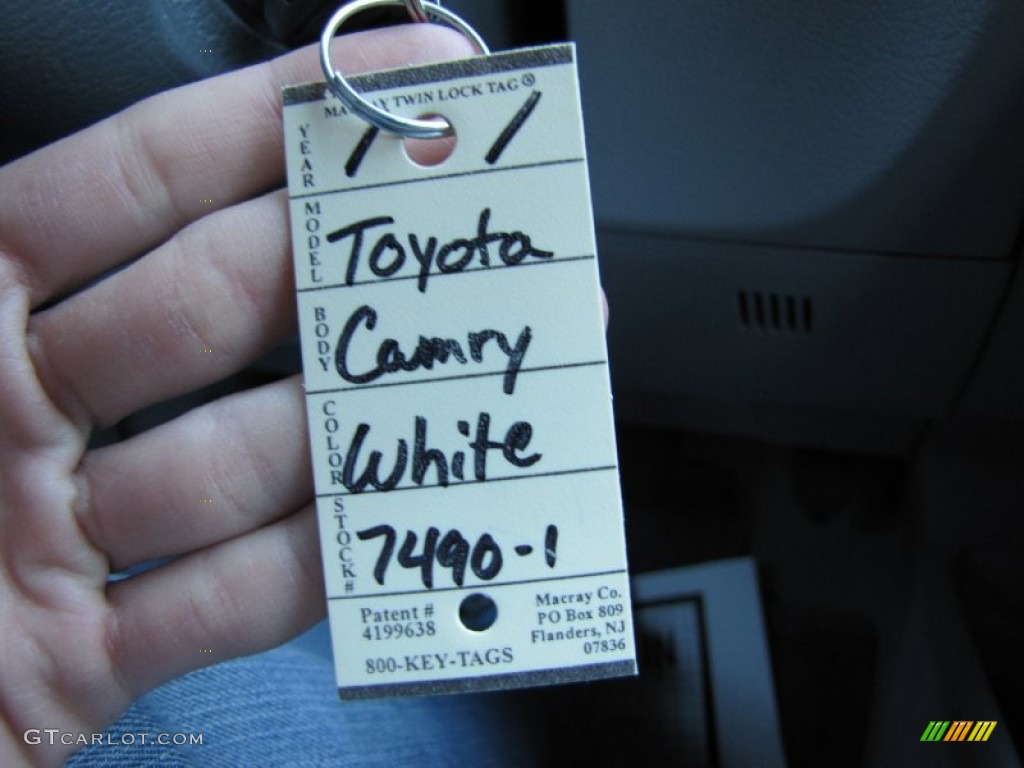 MACRAY TWIN LOCK TAG®
YEAR 1 1
MODEL Toyota
BODY Camry
COLOR White
STOCK# 7490-1
Patent #
4199638
800-KEY-TAGS
Macray Co.
PO Box 809
Flanders, NJ
07836
GTCARLOT.COM